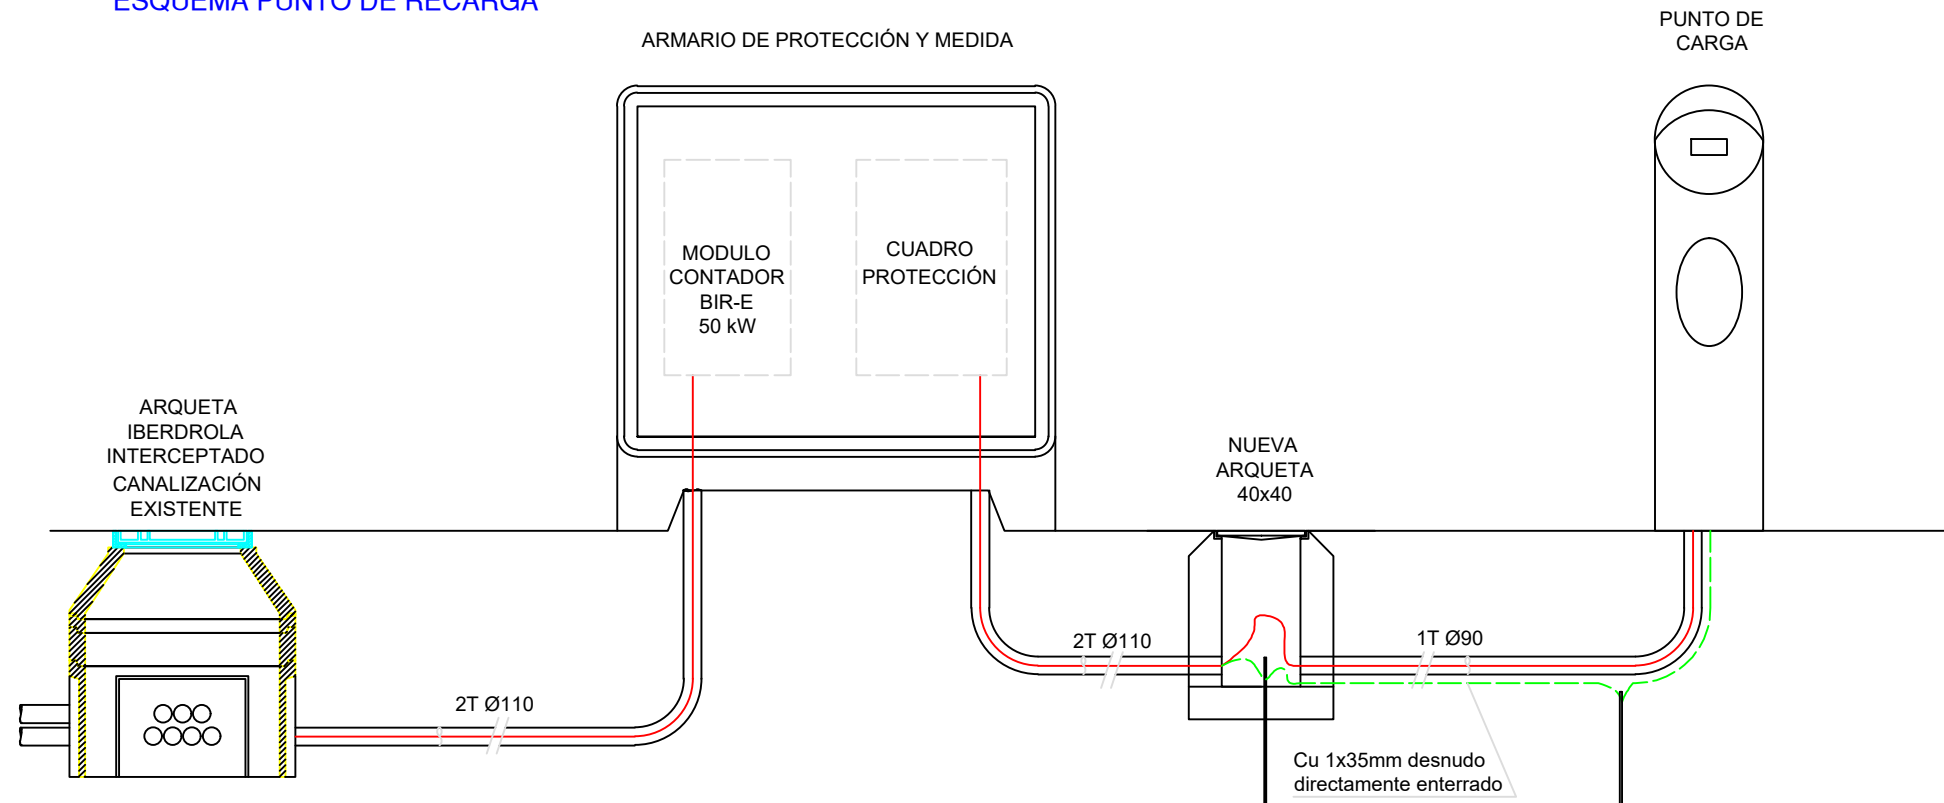 ESQUEMA PUNTO DE RECARGA
ARMARIO DE PROTECCIÓN Y MEDIDA
PUNTO DE
CARGA
MODULO
CONTADOR
BIR-E
50 kW
CUADRO
PROTECCIÓN
ARQUETA
IBERDROLA
INTERCEPTADO
CANALIZACIÓN
EXISTENTE
NUEVA
ARQUETA
40x40
2T Ø110
2T Ø110
1T Ø90
Cu 1x35mm desnudo
directamente enterrado